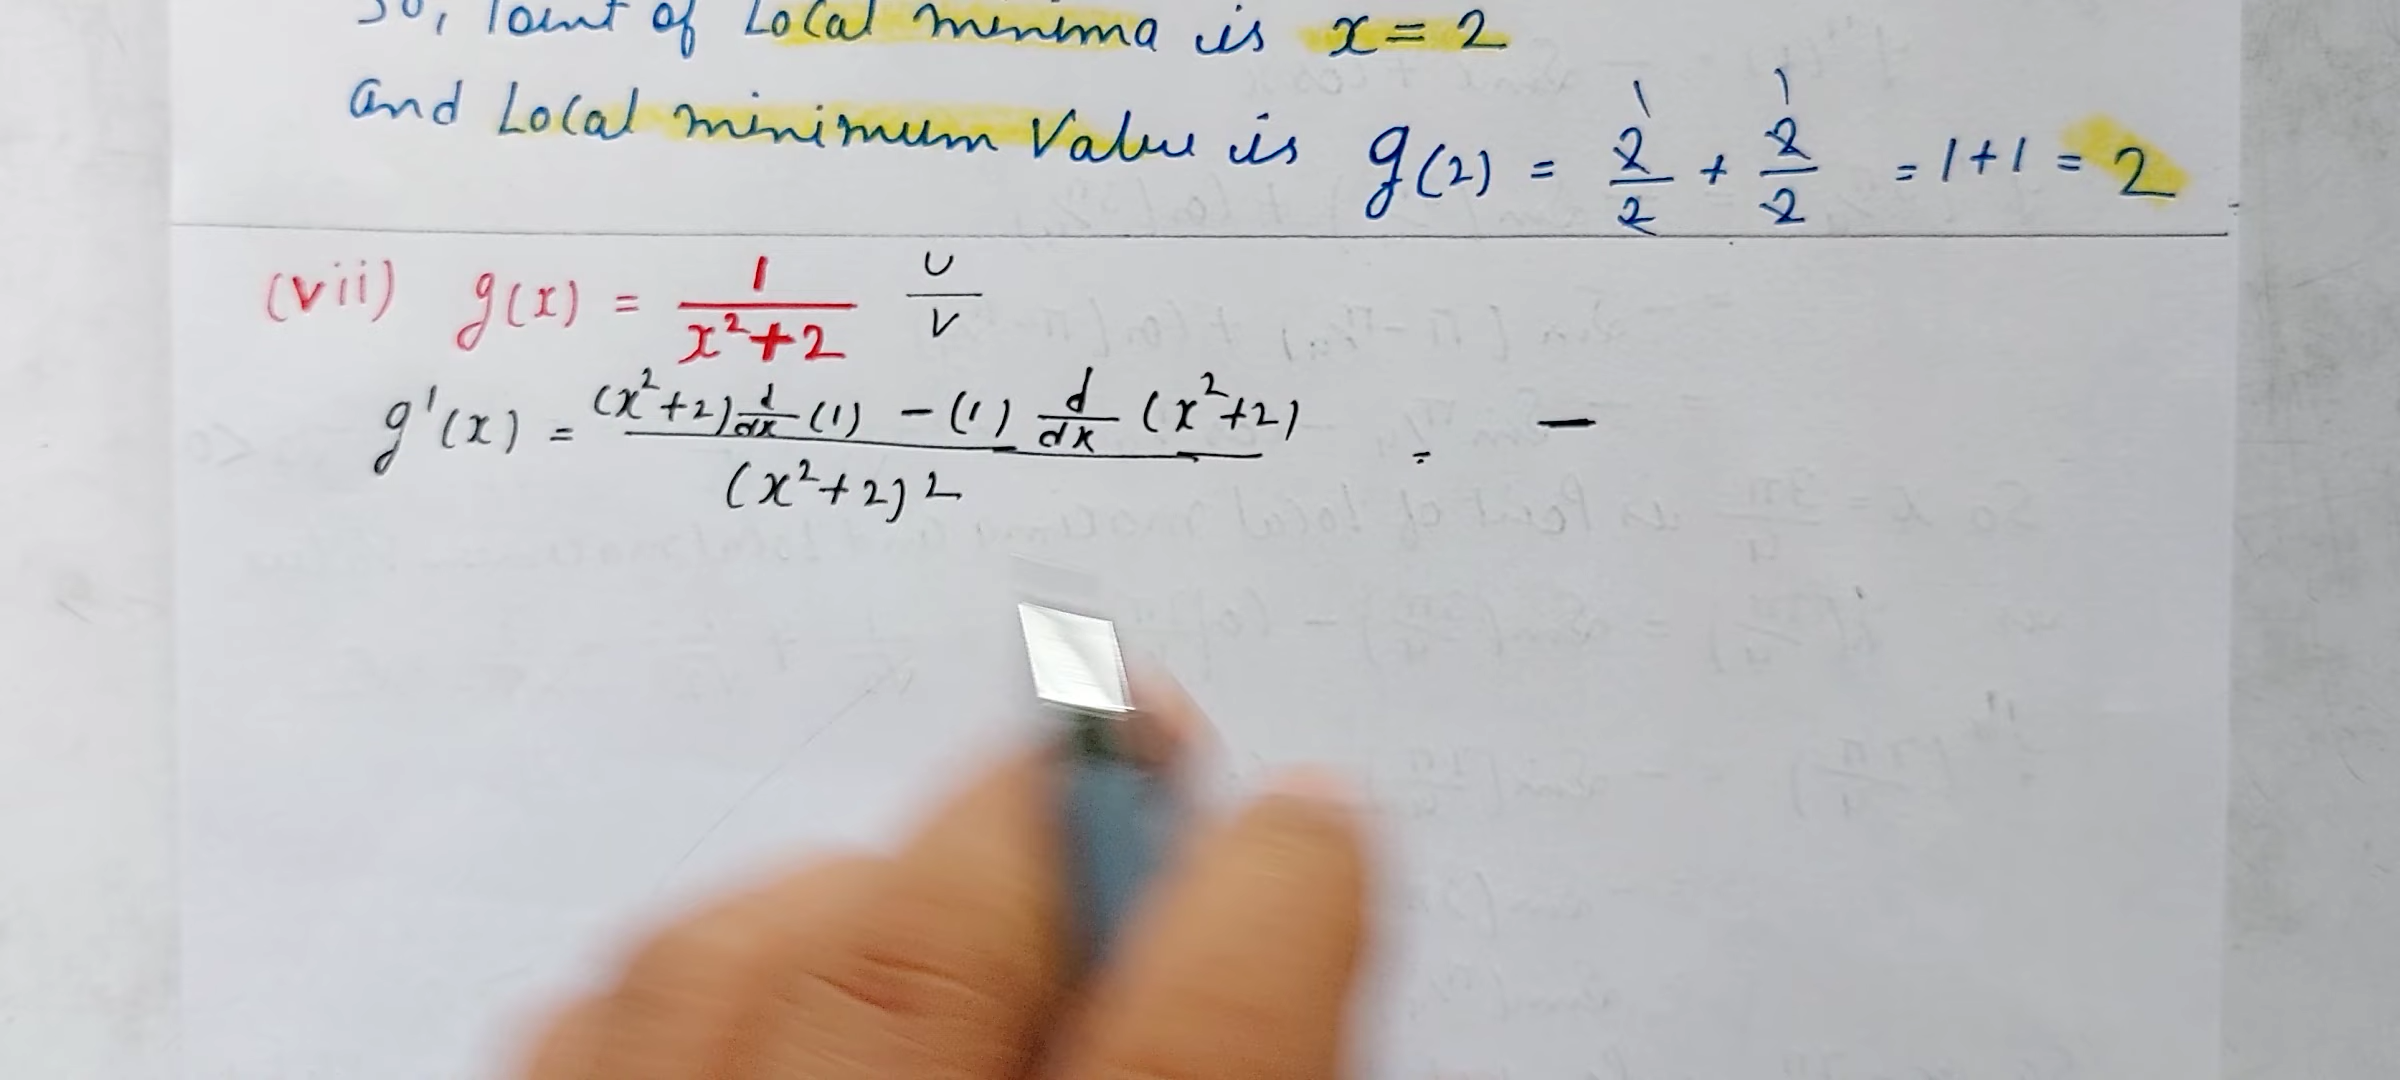 So, Point of Local minima is x = 2
and Local minimum Value is g(2) = 2/2 + 2/2 = 1+1 = 2
(vii) g(x) = 1/(x²+2) U/V
g'(x) = ((x²+2) d/dx (1) - (1) d/dx (x²+2))/(x²+2)² = -